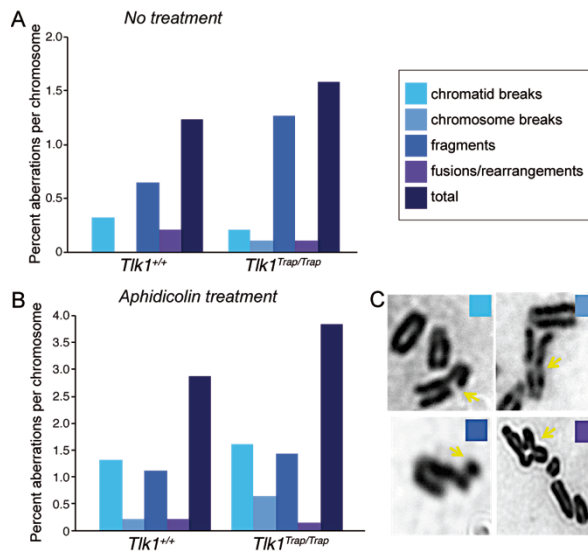 A
No treatment
Percent aberrations per chromosome
2.0
1.5
1.0
0.5
0
Tlk1+/+
Tlk1Trap/Trap
chromatid breaks
chromosome breaks
fragments
fusions/rearrangements
total
B
Aphidicolin treatment
Percent aberrations per chromosome
4.0
3.5
3.0
2.5
2.0
1.5
1.0
0.5
0
Tlk1+/+
Tlk1Trap/Trap
C